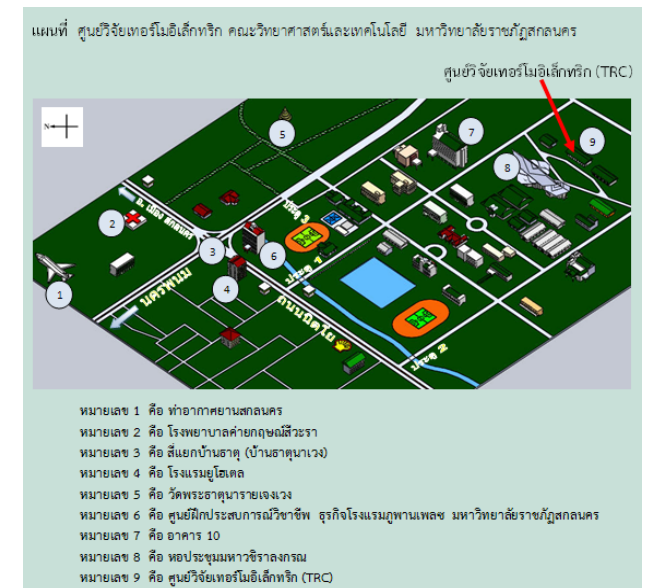 แผนที่ ศูนย์วิจัยเทอร์โมอิเล็กทริก คณะวิทยาศาสตร์และเทคโนโลยี มหาวิทยาลัยราชภัฏสกลนคร
ศูนย์วิจัยเทอร์โมอิเล็กทริก (TRC)
N
5
7
9
8
อ. เมือง สกลนคร
2
ประตู 3
3
6
ประตู 1
1
4
นครพนม
ถนนนิตโย
ประตู 2
หมายเลข 1 คือ ท่าอากาศยานสกลนคร
หมายเลข 2 คือ โรงพยาบาลค่ายกฤษณ์สีวะรา
หมายเลข 3 คือ สี่แยกบ้านธาตุ (บ้านธาตุนาเวง)
หมายเลข 4 คือ โรงแรมยูโฮเตล
หมายเลข 5 คือ วัดพระธาตุนารายเจงเวง
หมายเลข 6 คือ ศูนย์ฝึกประสบการณ์วิชาชีพ ธุรกิจโรงแรมภูพานเพลซ มหาวิทยาลัยราชภัฏสกลนคร
หมายเลข 7 คือ อาคาร 10
หมายเลข 8 คือ หอประชุมมหาวชิราลงกรณ
หมายเลข 9 คือ ศูนย์วิจัยเทอร์โมอิเล็กทริก (TRC)